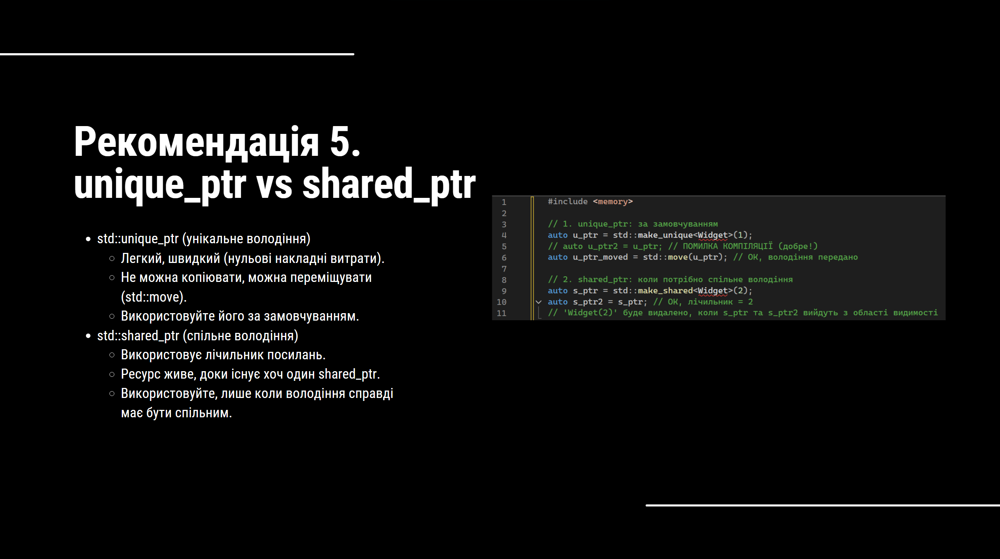 Рекомендація 5.
unique_ptr vs shared_ptr
• std::unique_ptr (унікальне володіння)
◦ Легкий, швидкий (нульові накладні витрати).
◦ Не можна копіювати, можна переміщувати
(std::move).
◦ Використовуйте його за замовчуванням.
• std::shared_ptr (спільне володіння)
◦ Використовує лічильник посилань.
◦ Ресурс живе, доки існує хоч один shared_ptr.
◦ Використовуйте, лише коли володіння справді
має бути спільним.
1 #include <memory>
2
3 // 1. unique_ptr: за замовчуванням
4 auto u_ptr = std::make_unique<Widget>(1);
5 // auto u_ptr2 = u_ptr; // ПОМИЛКА КОМПІЛЯЦІЇ (добре!)
6 auto u_ptr_moved = std::move(u_ptr); // ОК, володіння передано
7
8 // 2. shared_ptr: коли потрібно спільне володіння
9 auto s_ptr = std::make_shared<Widget>(2);
10 auto s_ptr2 = s_ptr; // ОК, лічильник = 2
11 // 'Widget(2)' буде видалено, коли s_ptr та s_ptr2 вийдуть з області видимості